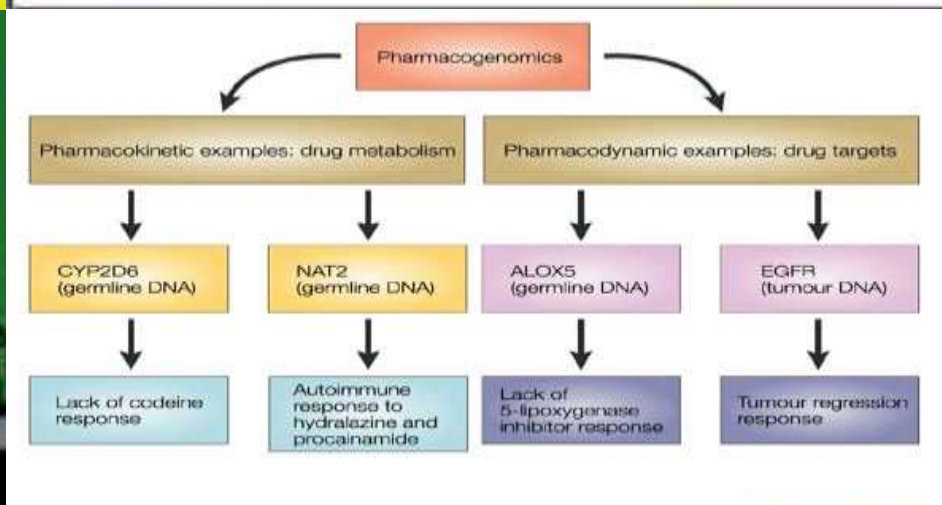 Pharmacogenomics
Pharmacokinetic examples: drug metabolism
Pharmacodynamic examples: drug targets
CYP2D6
(germline DNA)
NAT2
(germline DNA)
ALOX5
(germline DNA)
EGFR
(tumour DNA)
Lack of codeine
response
Autoimmune
response to
hydralazine and
procainamide
Lack of
5-lipoxygenase
inhibitor response
Tumour regression
response